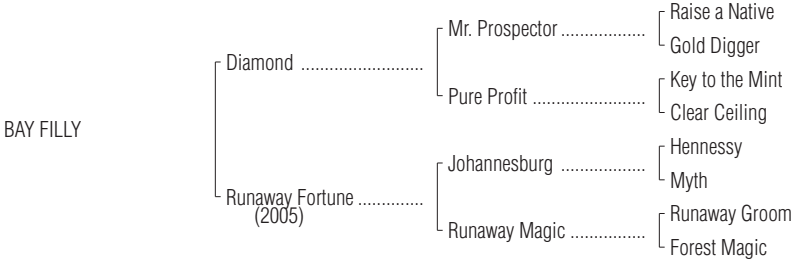 Raise a Native
Mr. Prospector ...................
Gold Digger
Diamond ..........................
Key to the Mint
Pure Profit .........................
Clear Ceiling
BAY FILLY
Hennessy
Johannesburg ..................
Myth
Runaway Fortune ..............
(2005)
Runaway Groom
Runaway Magic ................
Forest Magic